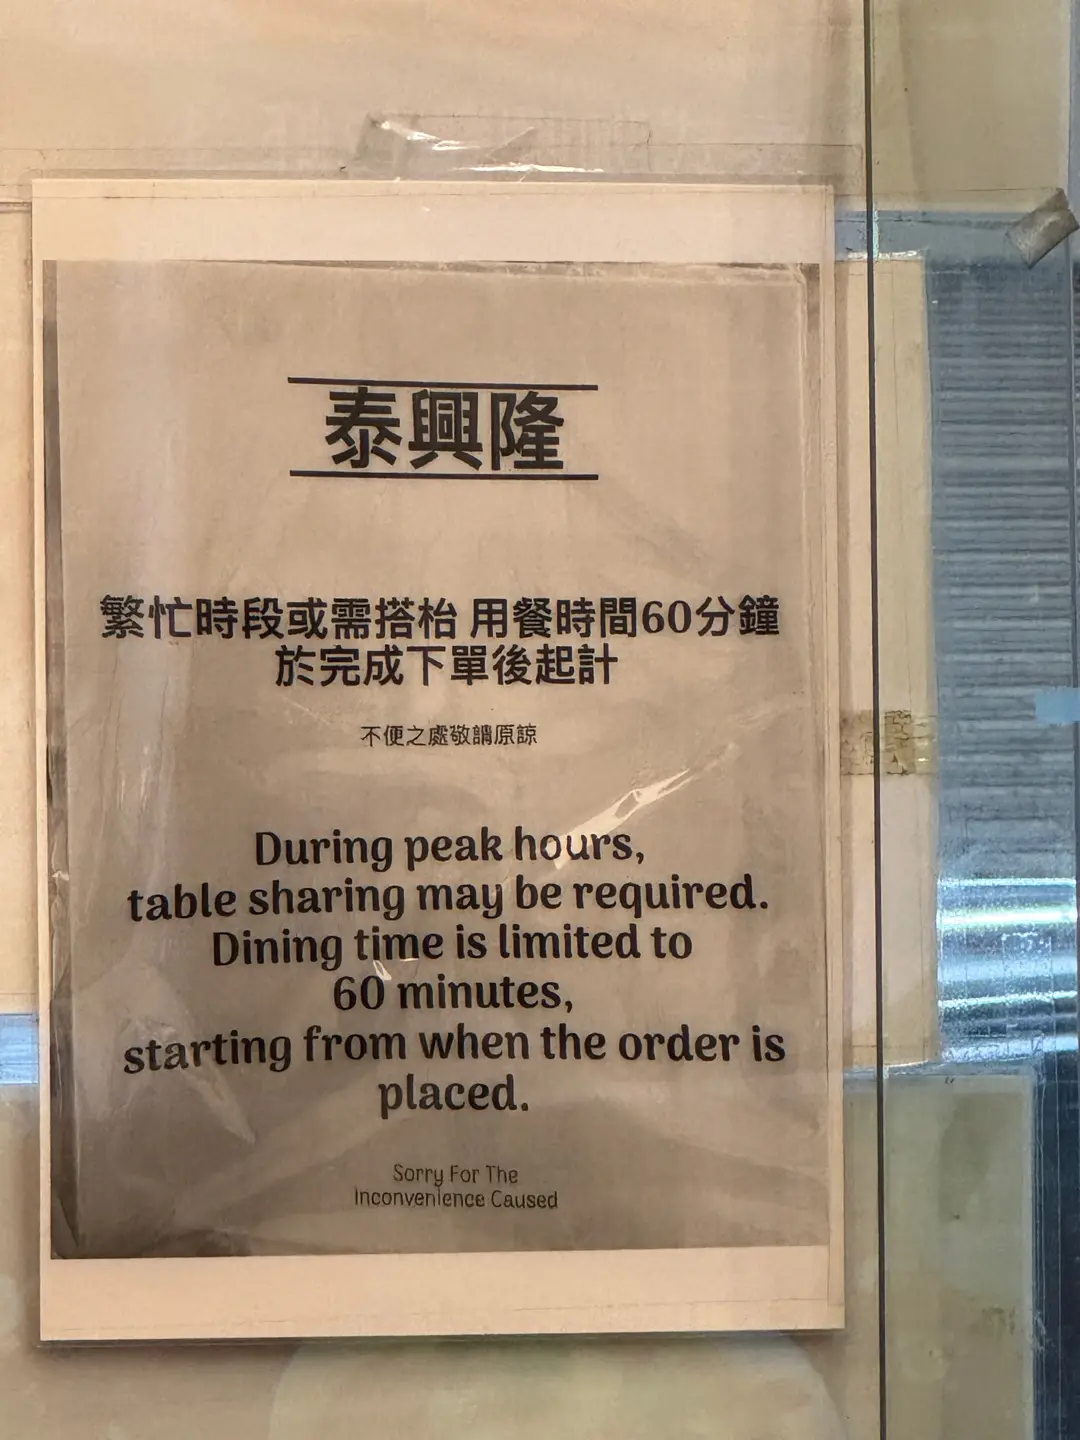 泰興隆
繁忙時段或需搭枱 用餐時間60分鐘
於完成下單後起計
不便之處敬請原諒
During peak hours,
table sharing may be required.
Dining time is limited to
60 minutes,
starting from when the order is
placed.
Sorry For The
Inconvenience Caused